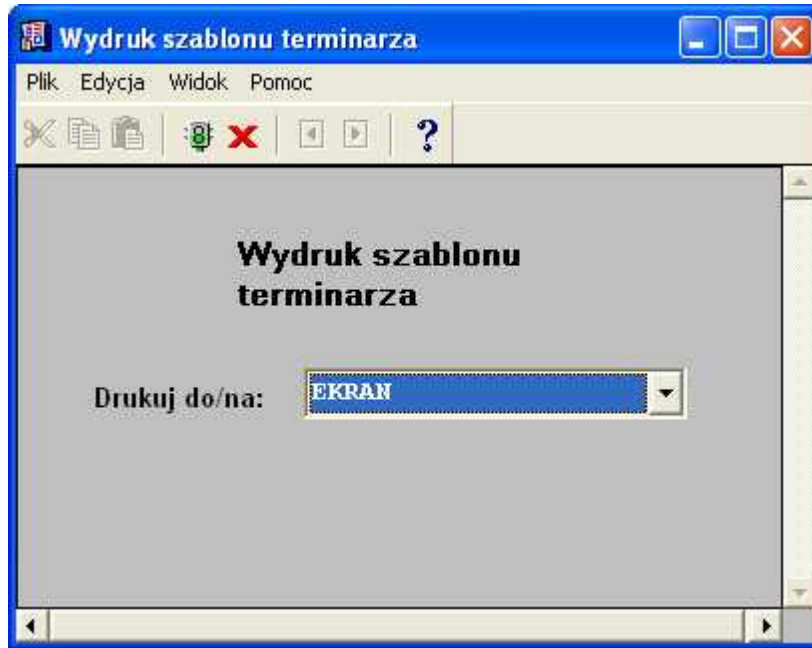 Wydruk szablonu terminarza
Plik Edycja Widok Pomoc
Wydruk szablonu
terminarza
Drukuj do/na: EKRAN